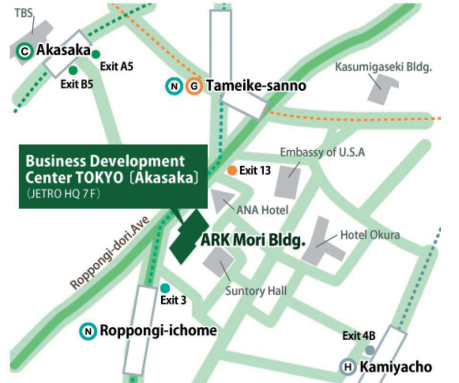 TBS
C Akasaka
Exit A5
Exit B5
N G Tameike-sanno
Kasumigaseki Bldg.
Business Development
Center TOKYO〔Akasaka〕
(JETRO HQ 7F)
Exit 13
Embassy of U.S.A
ANA Hotel
ARK Mori Bldg.
Hotel Okura
Roppongi-dori.Ave
Suntory Hall
Exit 3
N Roppongi-ichome
Exit 4B
H Kamiyacho